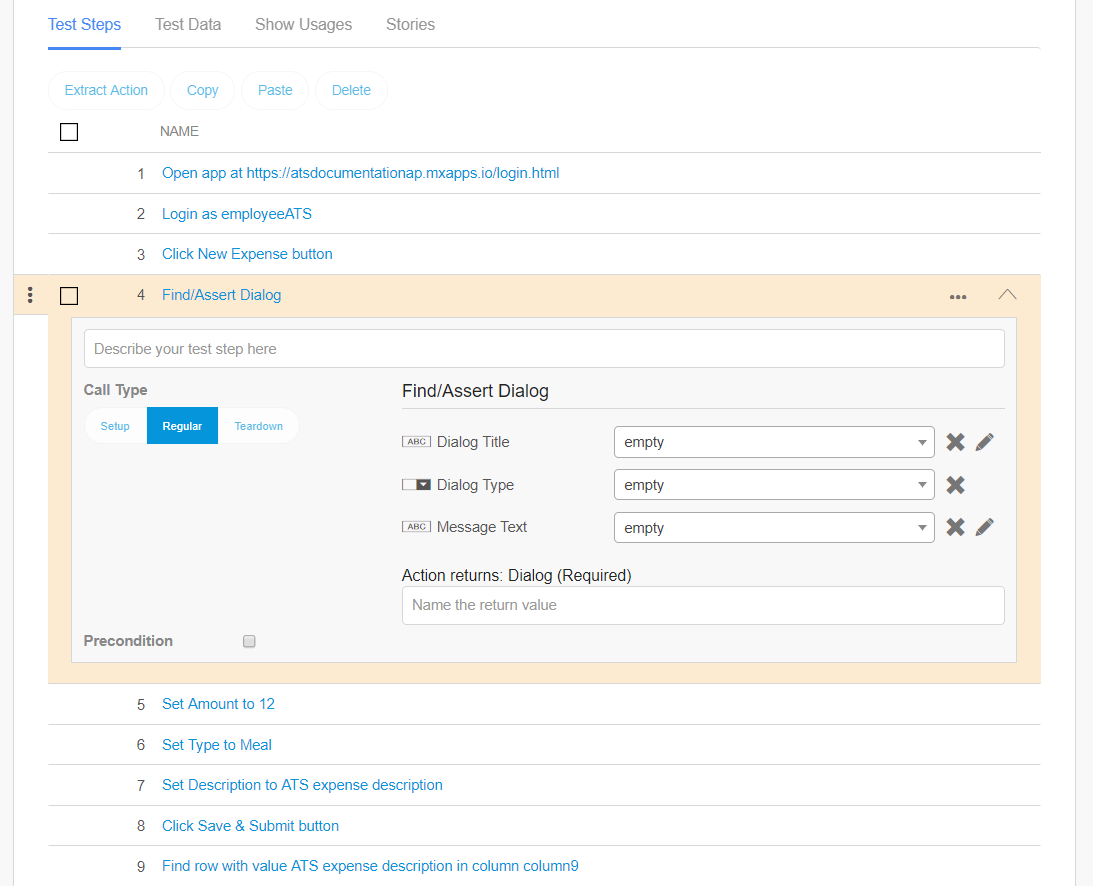 Test Steps Test Data Show Usages Stories
Extract Action Copy Paste Delete
NAME
1 Open app at https://atsdocumentationap.mxapps.io/login.html
2 Login as employeeATS
3 Click New Expense button
4 Find/Assert Dialog
Describe your test step here
Call Type
Setup Regular Teardown
Find/Assert Dialog
ABC Dialog Title empty
Dialog Type empty
ABC Message Text empty
Action returns: Dialog (Required)
Name the return value
Precondition
5 Set Amount to 12
6 Set Type to Meal
7 Set Description to ATS expense description
8 Click Save & Submit button
9 Find row with value ATS expense description in column column9